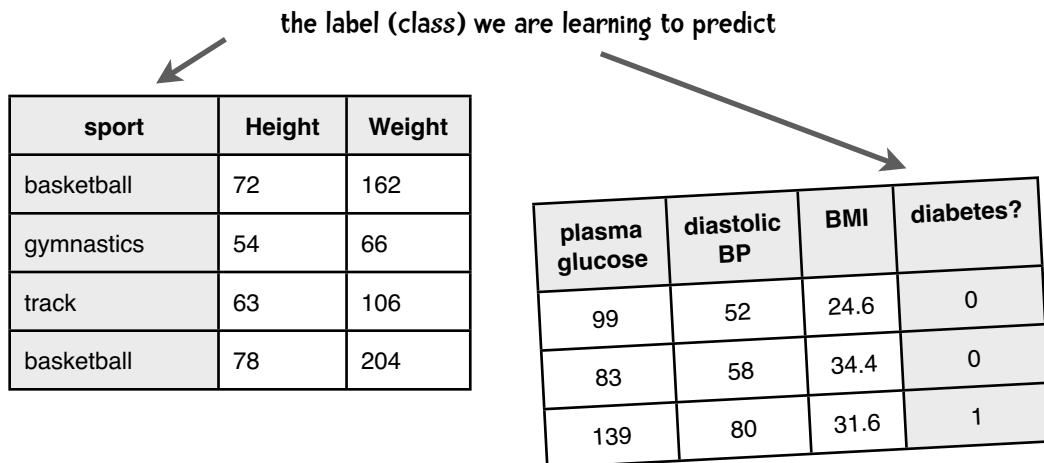 the label (class) we are learning to predict
sport Height Weight
basketball 72 162
gymnastics 54 66
track 63 106
basketball 78 204
plasma glucose diastolic BP BMI diabetes?
99 52 24.6 0
83 58 34.4 0
139 80 31.6 1